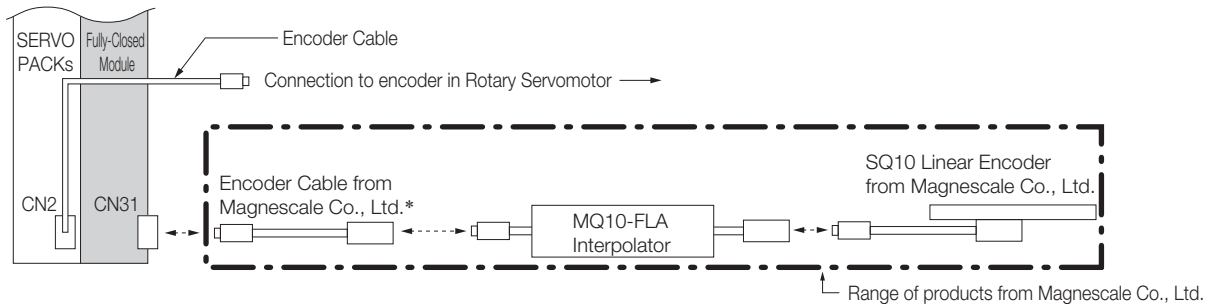 SERVO
PACKs
Fully-Closed
Module
Encoder Cable
Connection to encoder in Rotary Servomotor
CN2
CN31
Encoder Cable from
Magnescale Co., Ltd.*
MQ10-FLA
Interpolator
SQ10 Linear Encoder
from Magnescale Co., Ltd.
Range of products from Magnescale Co., Ltd.